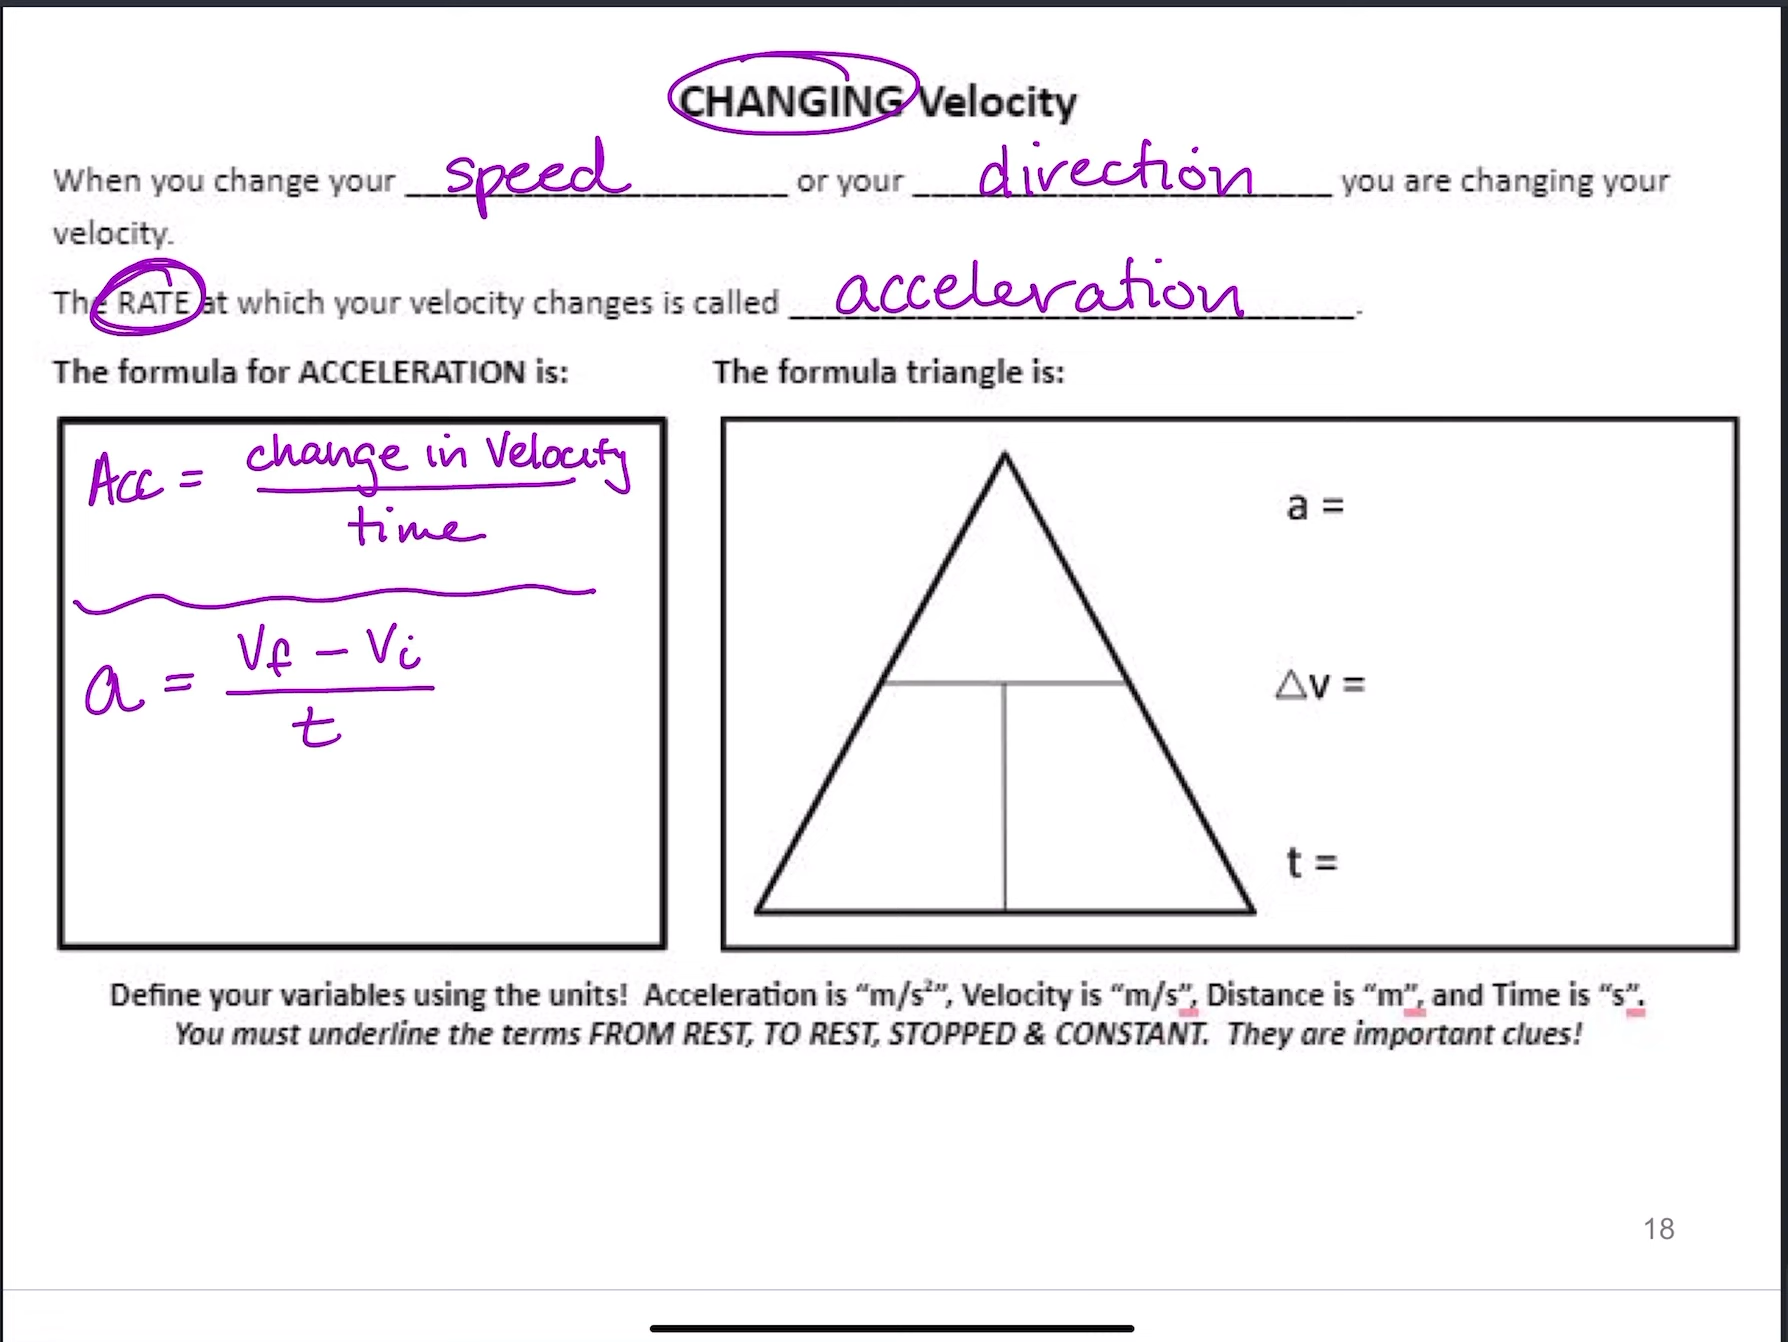 CHANGING Velocity
When you change your speed or your direction you are changing your
velocity.
The RATE at which your velocity changes is called acceleration.
The formula for ACCELERATION is:
The formula triangle is:
Acc = change in Velocity
time
a = Vf - Vi
t
a =
△v =
t =
Define your variables using the units! Acceleration is “m/s²”, Velocity is “m/s”, Distance is “m”, and Time is “s”.
You must underline the terms FROM REST, TO REST, STOPPED & CONSTANT. They are important clues!
18